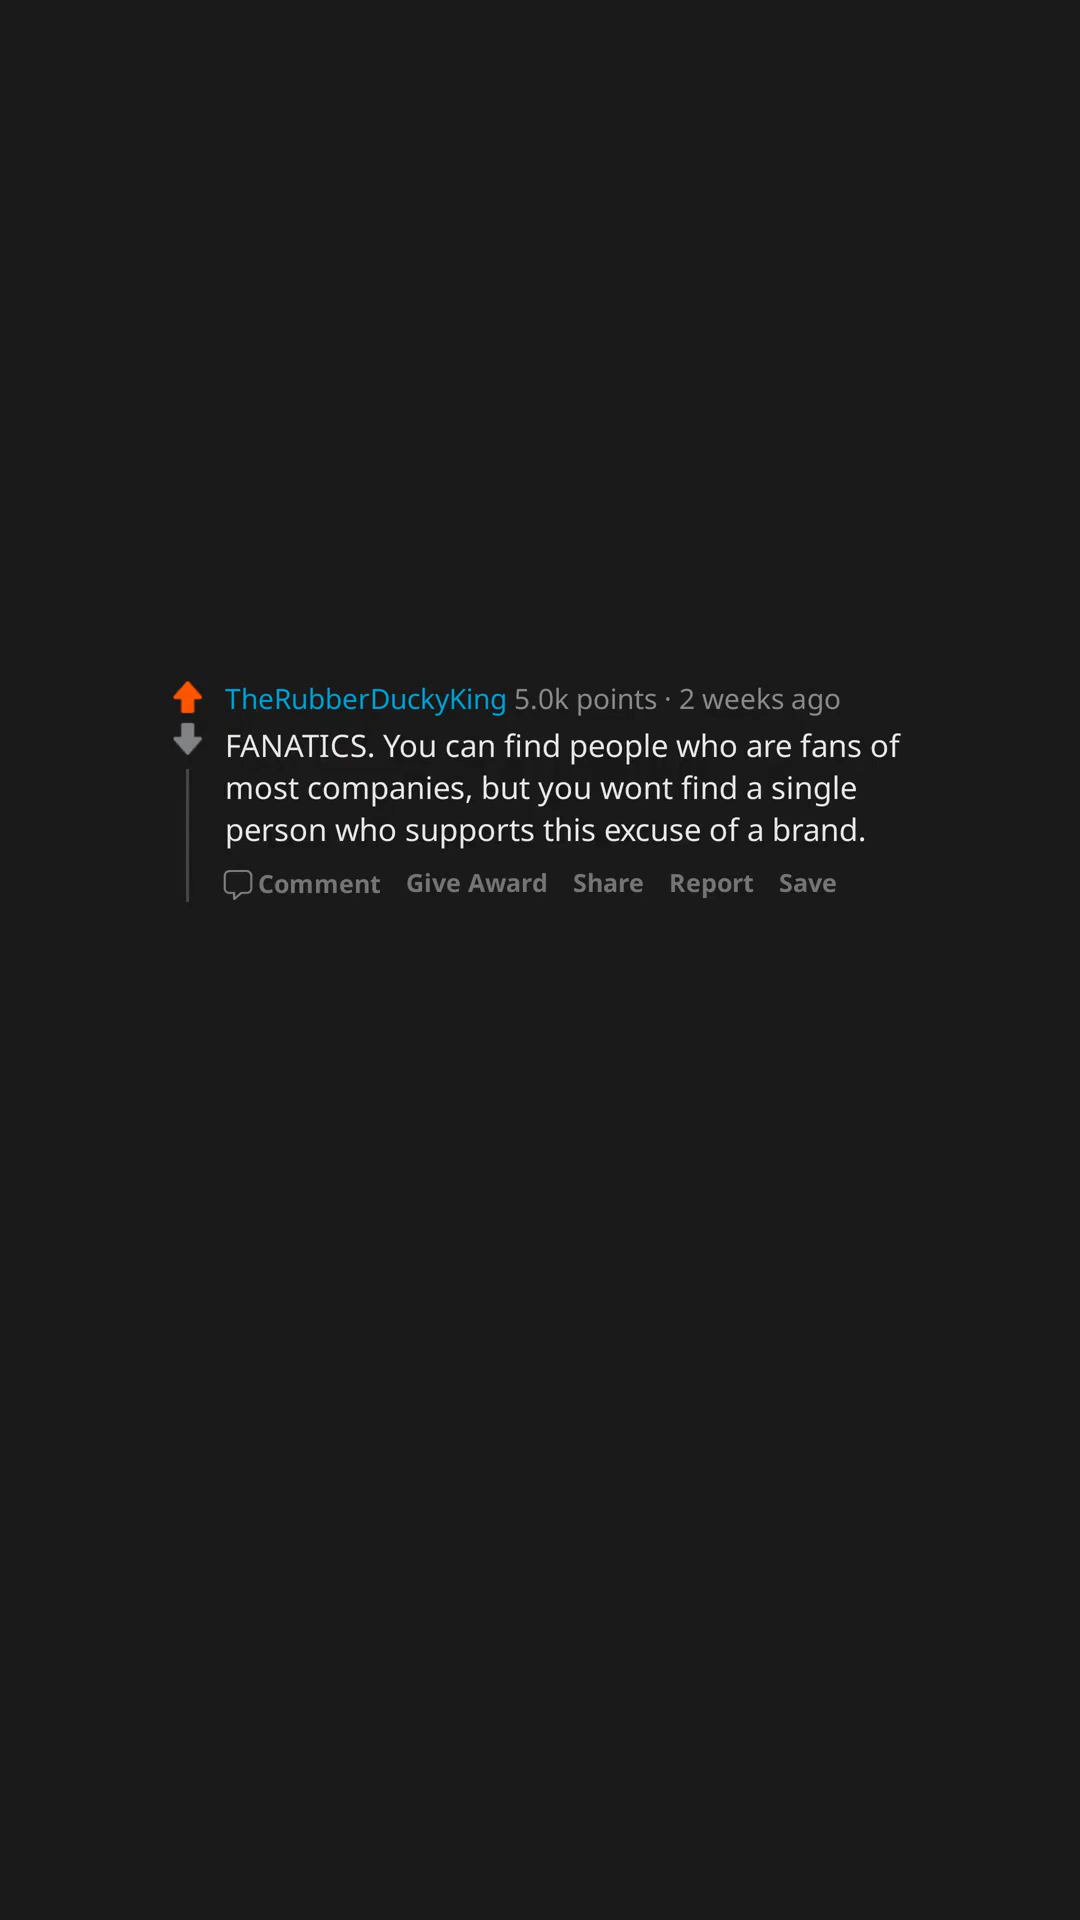 TheRubberDuckyKing 5.0k points · 2 weeks ago
FANATICS. You can find people who are fans of
most companies, but you wont find a single
person who supports this excuse of a brand.
Comment Give Award Share Report Save